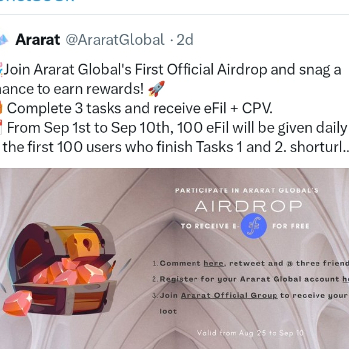 Ararat @AraratGlobal · 2d
Join Ararat Global's First Official Airdrop and snag a
chance to earn rewards! 🚀
Complete 3 tasks and receive eFil + CPV.
From Sep 1st to Sep 10th, 100 eFil will be given daily
the first 100 users who finish Tasks 1 and 2. shorturl..
PARTICIPATE IN ARARAT GLOBAL'S
AIRDROP
TO RECEIVE E- FOR FREE
1. Comment here, retweet and @ three friend
2. Register for your Ararat Global account
3. Join Ararat Official Group to receive your
loot
Valid from Aug 25 to Sep 10